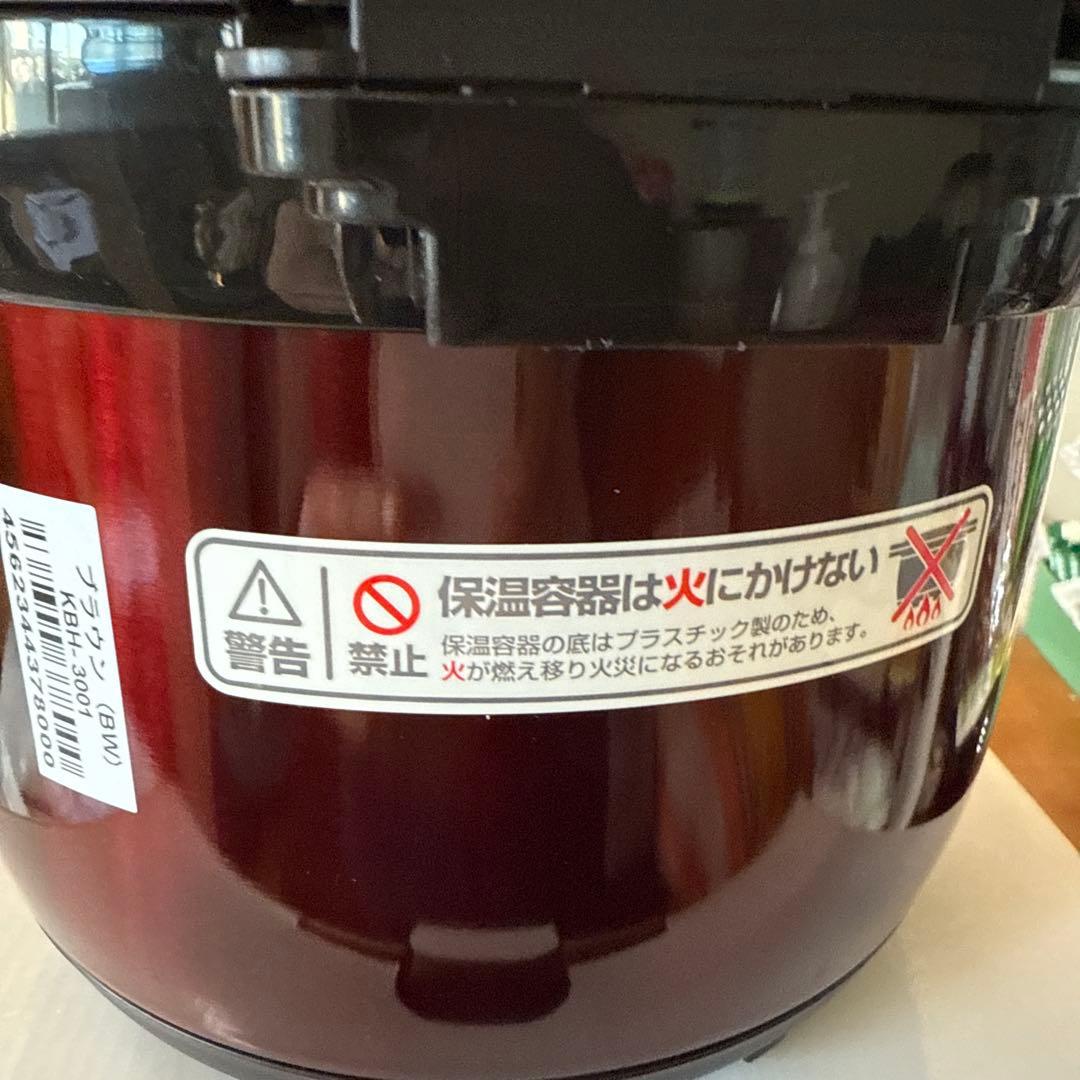 ブラウン (BW)
KBH-3001
4562344378000
警告
禁止
保温容器は火にかけない
保温容器の底はプラスチック製のため、
火が燃え移り火災になるおそれがあります。